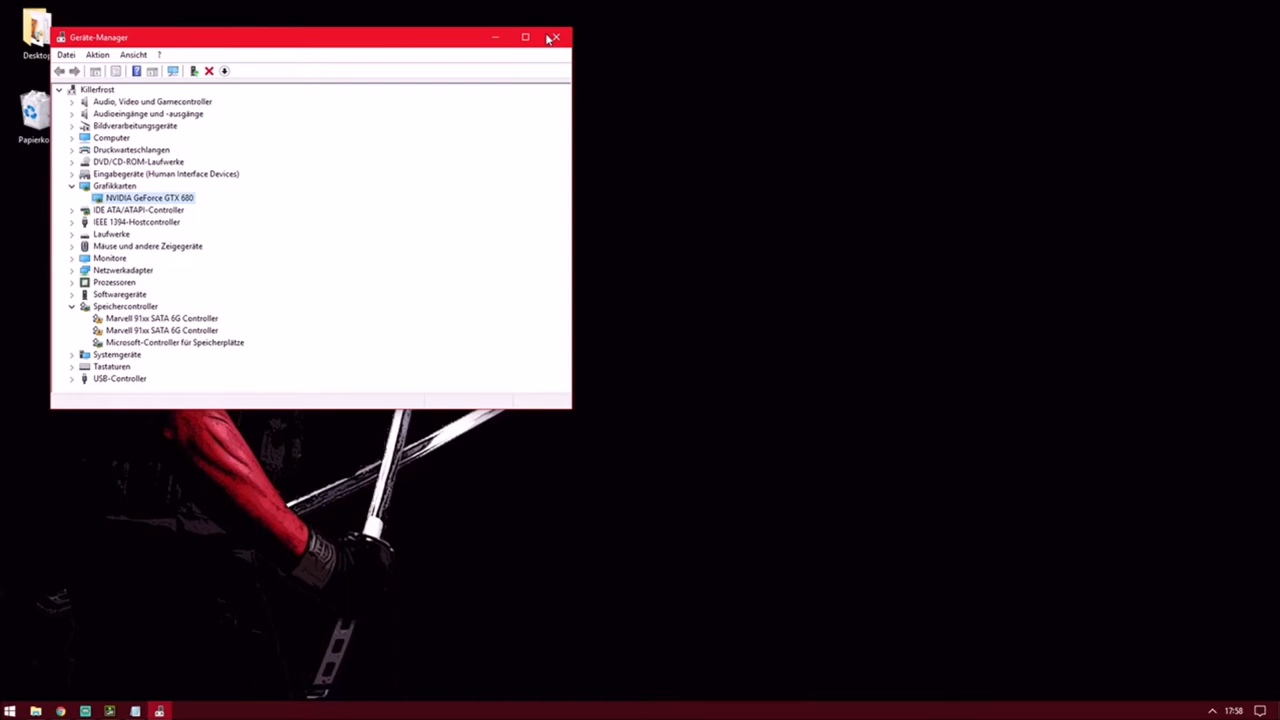 Geräte-Manager
Desktop
Datei Aktion Ansicht ?
Killerfrost
Audio, Video und Gamecontroller
Audioeingänge und -ausgänge
Bildverarbeitungsgeräte
Papierko
Computer
Druckwarteschlangen
DVD/CD-ROM-Laufwerke
Eingabegeräte (Human Interface Devices)
Grafikkarten
NVIDIA GeForce GTX 680
IDE ATA/ATAPI-Controller
IEEE 1394-Hostcontroller
Laufwerke
Mäuse und andere Zeigegeräte
Monitore
Netzwerkadapter
Prozessoren
Softwaregeräte
Speichercontroller
Marvell 91xx SATA 6G Controller
Marvell 91xx SATA 6G Controller
Microsoft-Controller für Speicherplätze
Systemgeräte
Tastaturen
USB-Controller
17:58